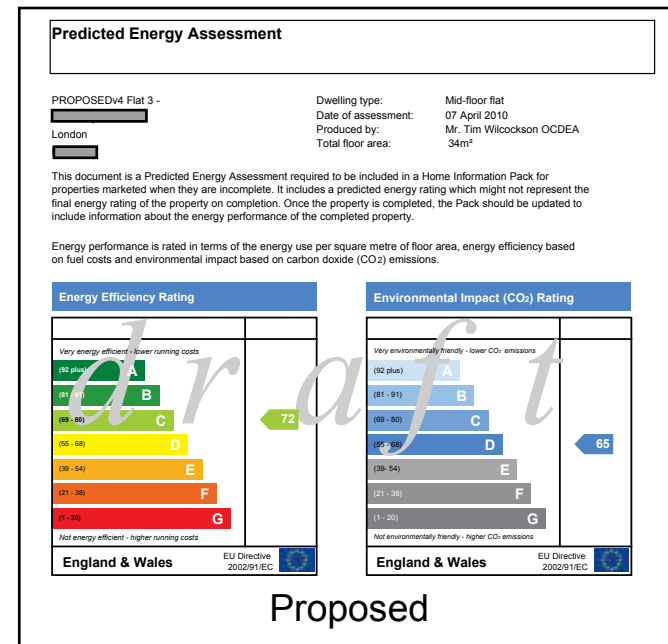 Predicted Energy Assessment
PROPOSEDv4 Flat 3 -
London
Dwelling type: Mid-floor flat
Date of assessment: 07 April 2010
Produced by: Mr. Tim Wilcockson OCDEA
Total floor area: 34m²
This document is a Predicted Energy Assessment required to be included in a Home Information Pack for
properties marketed when they are incomplete. It includes a predicted energy rating which might not represent the
final energy rating of the property on completion. Once the property is completed, the Pack should be updated to
include information about the energy performance of the completed property.
Energy performance is rated in terms of the energy use per square metre of floor area, energy efficiency based
on fuel costs and environmental impact based on carbon doxide (CO2) emissions.
Energy Efficiency Rating
Very energy efficient - lower running costs
(92 plus) A
(81 - 91) B
(69 - 80) C
72
(55 - 68) D
(39 - 54) E
(21 - 38) F
(1 - 20) G
Not energy efficient - higher running costs
England & Wales
EU Directive
2002/91/EC
Environmental Impact (CO2) Rating
Very environmentally friendly - lower CO2 emissions
(92 plus) A
(81 - 91) B
(69 - 80) C
(55 - 68) D
65
(39- 54) E
(21 - 38) F
(1 - 20) G
Not environmentally friendly - higher CO2 emissions
England & Wales
EU Directive
2002/91/EC
draft
Proposed